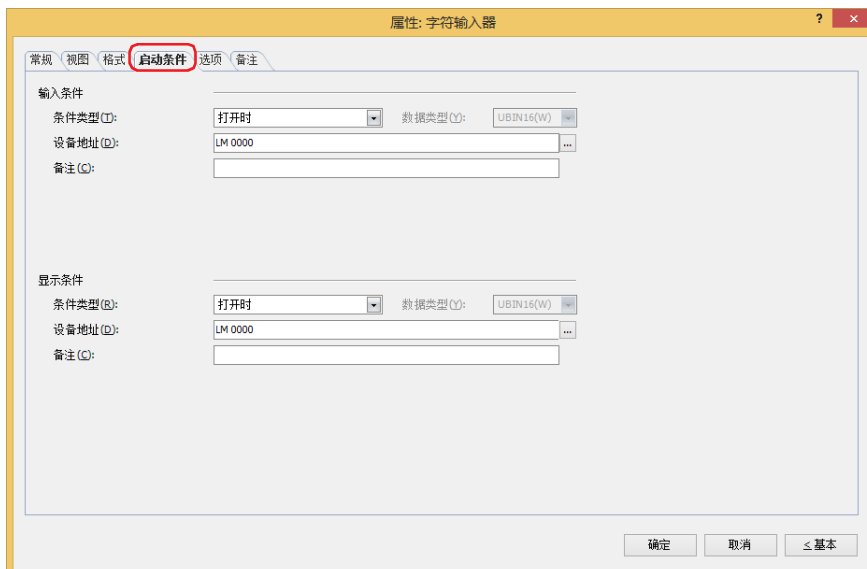 属性: 字符输入器
? ×
常规 视图 格式 启动条件 选项 备注
输入条件
条件类型(T): 打开时 数据类型(Y): UBIN16(W)
设备地址(D): LM 0000 ...
备注(C):
显示条件
条件类型(R): 打开时 数据类型(Y): UBIN16(W)
设备地址(D): LM 0000 ...
备注(C):
确定 取消 ≤基本